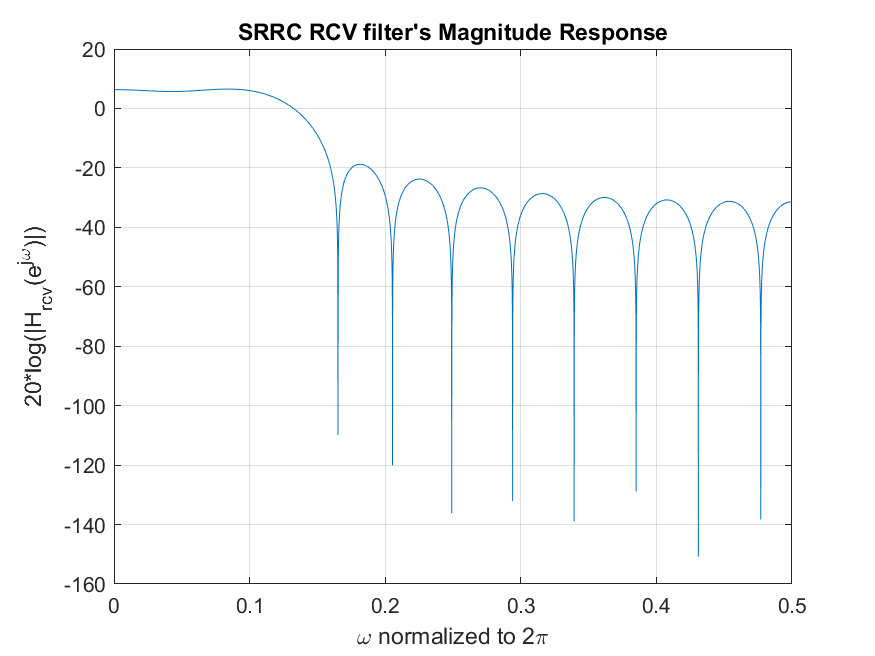 SRRC RCV filter's Magnitude Response
20*log(|H_rcv(e^jω)|)
20
0
-20
-40
-60
-80
-100
-120
-140
-160
0 0.1 0.2 0.3 0.4 0.5
ω normalized to 2π